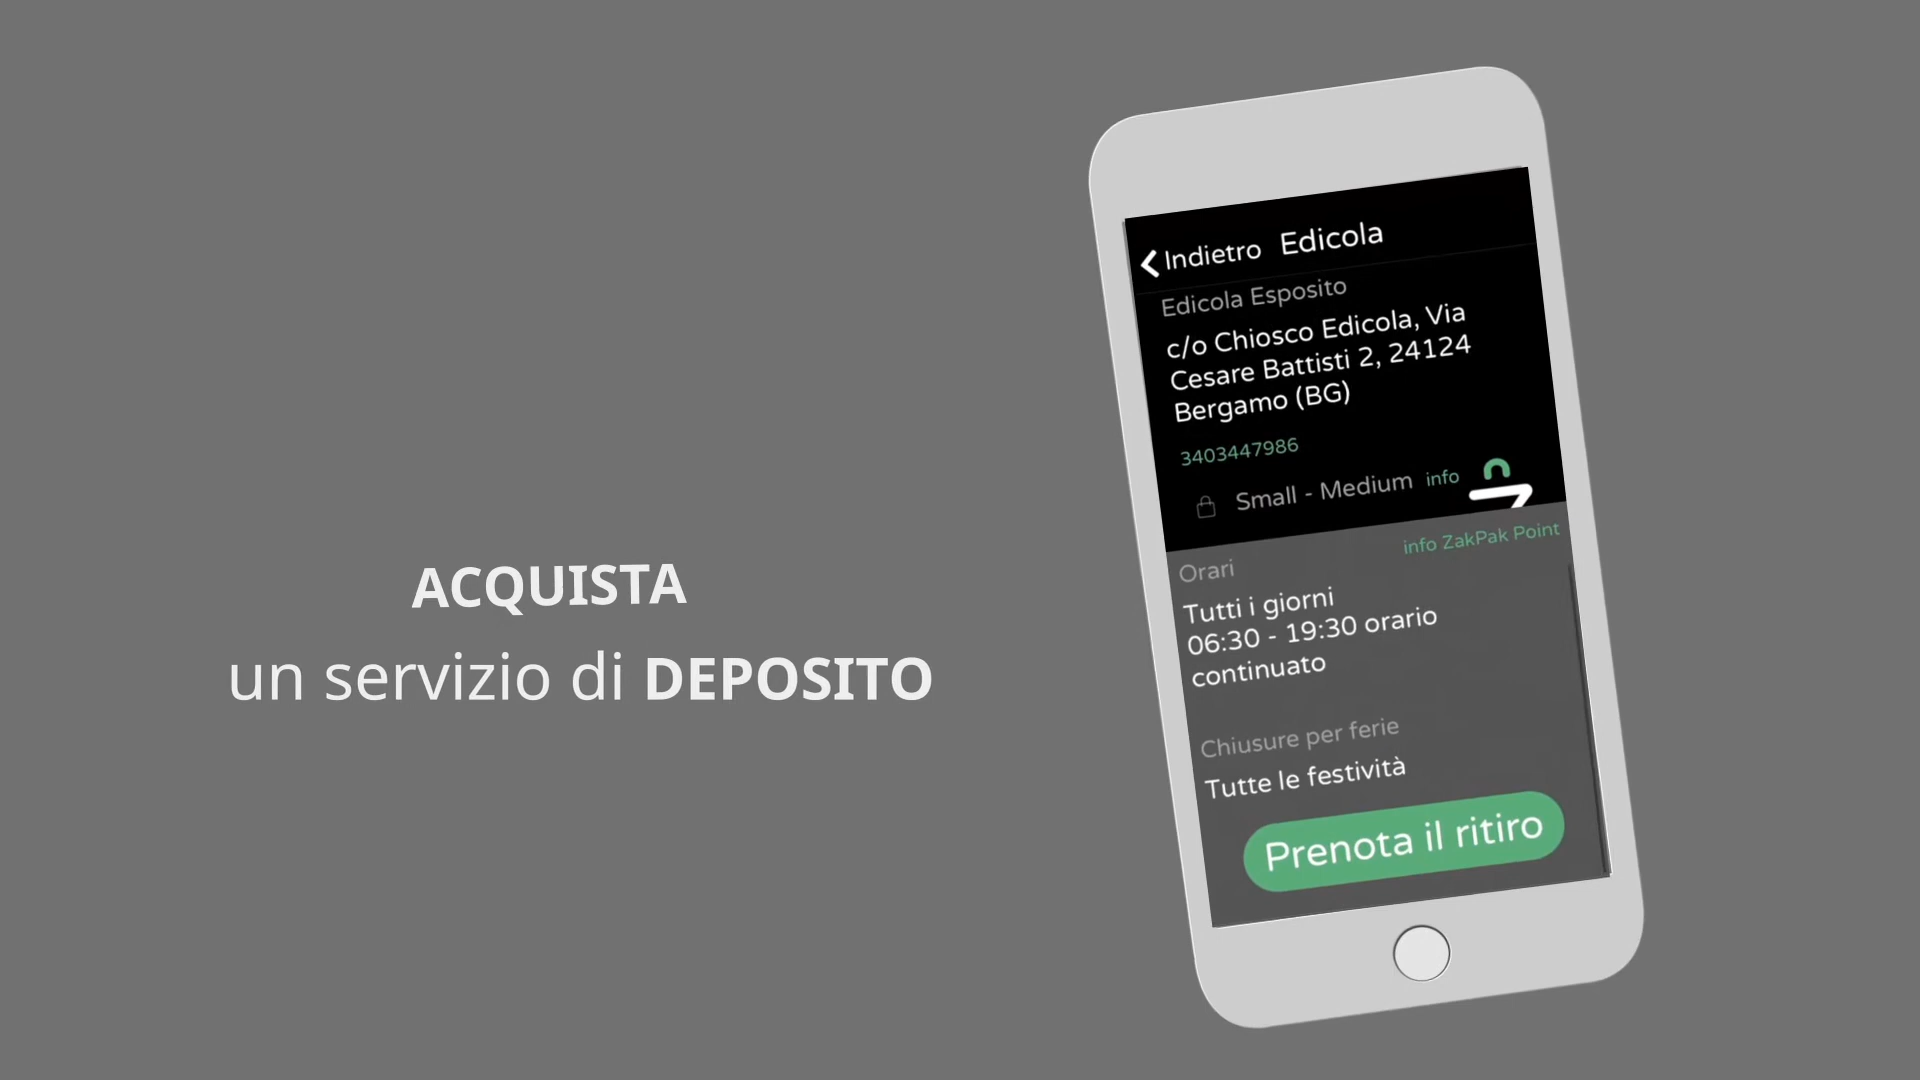 ACQUISTA
un servizio di DEPOSITO
Indietro Edicola
Edicola Esposito
c/o Chiosco Edicola, Via
Cesare Battisti 2, 24124
Bergamo (BG)
3403447986
Small - Medium info
info ZakPak Point
Orari
Tutti i giorni
06:30 - 19:30 orario
continuato
Chiusure per ferie
Tutte le festività
Prenota il ritiro